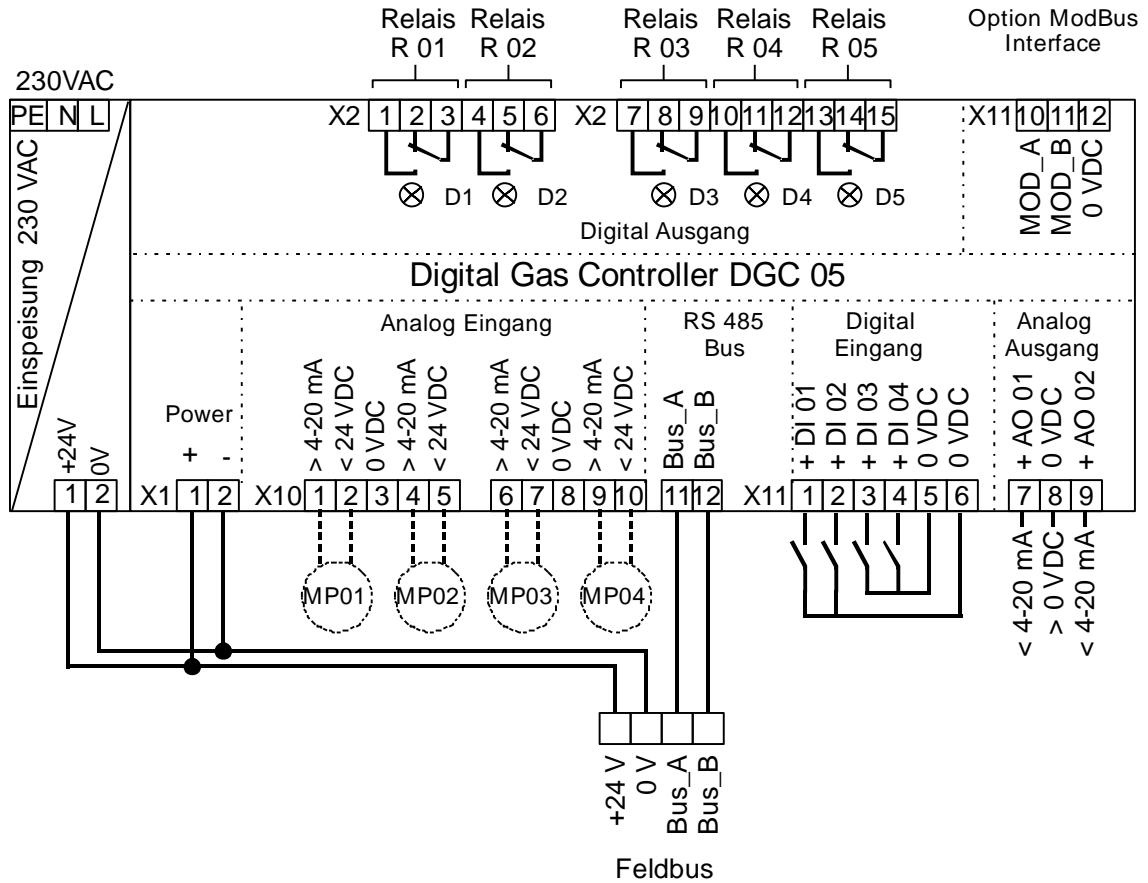 Relais Relais Relais Relais Relais Option ModBus
R 01 R 02 R 03 R 04 R 05 Interface
230VAC
PE N L X2 1 2 3 4 5 6 X2 7 8 9 10 11 12 13 14 15 X11 10 11 12
MOD_A
MOD_B
0 VDC
D1 D2 D3 D4 D5
Digital Ausgang
Einspeisung 230 VAC
Digital Gas Controller DGC 05
Analog Eingang
RS 485
Bus
Digital
Eingang
Analog
Ausgang
+24V
0V
Power
+ -
> 4-20 mA
< 24 VDC
0 VDC
> 4-20 mA
< 24 VDC
> 4-20 mA
< 24 VDC
0 VDC
> 4-20 mA
< 24 VDC
Bus_A
Bus_B
+ DI 01
+ DI 02
+ DI 03
+ DI 04
0 VDC
0 VDC
+ AO 01
0 VDC
+ AO 02
1 2 X1 1 2 X10 1 2 3 4 5 6 7 8 9 10 11 12 X11 1 2 3 4 5 6 7 8 9
MP01 MP02 MP03 MP04
< 4-20 mA
> 0 VDC
< 4-20 mA
+24 V
0 V
Bus_A
Bus_B
Feldbus